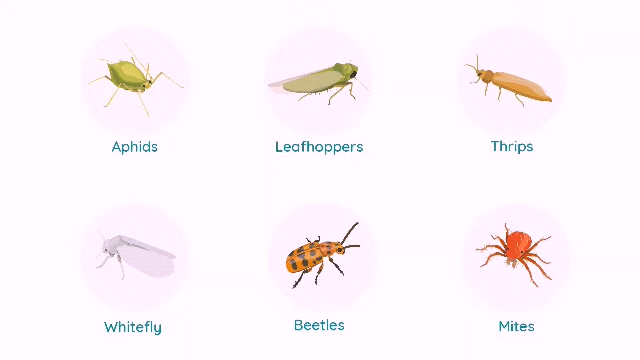 Aphids
Leafhoppers
Thrips
Whitefly
Beetles
Mites